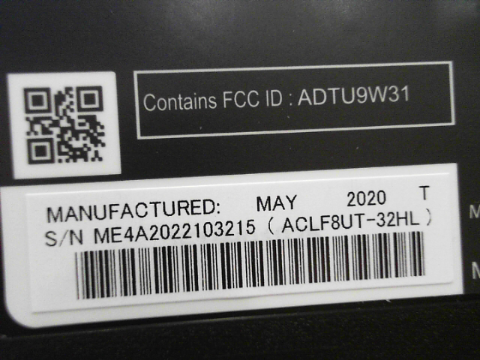 Contains FCC ID : ADTU9W31
MANUFACTURED: MAY 2020 T
S/N ME4A2022103215 ( ACLF8UT-32HL )